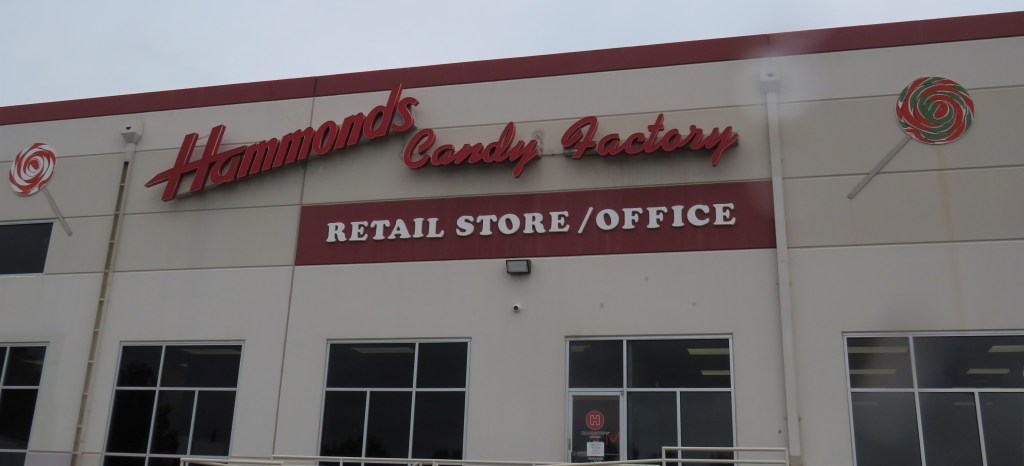 Hammonds Candy Factory
RETAIL STORE/OFFICE
H